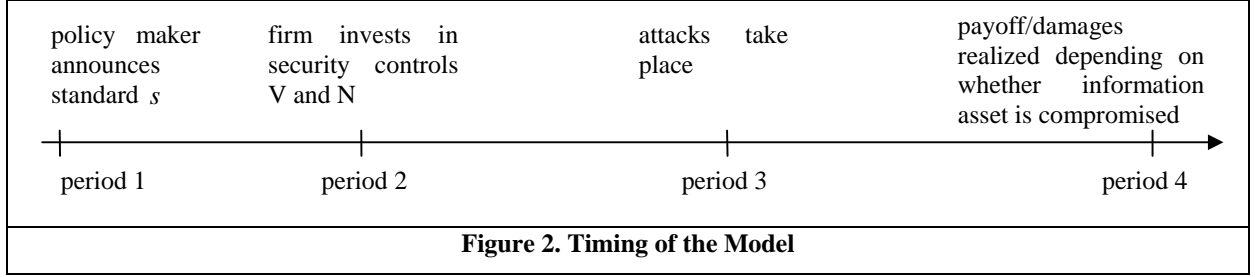 policy maker
announces
standard s
firm invests in
security controls
V and N
attacks take
place
payoff/damages
realized depending on
whether information
asset is compromised
period 1
period 2
period 3
period 4
Figure 2. Timing of the Model